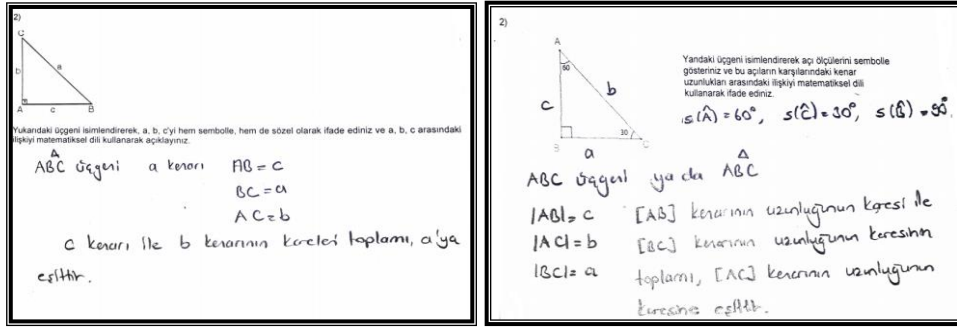 2)
C
b
a
A
c
B
Yukarıdaki üçgeni isimlendirerek, a, b, c'yi hem sembolle, hem de sözel olarak ifade ediniz ve a, b, c arasındaki
ilişkiyi matematiksel dili kullanarak açıklayınız.
ABC üçgeni a kenarı AB = c
BC = a
AC = b
c kenarı ile b kenarının kareleri toplamı, a'ya
eşittir.
2)
A
60
b
c
30
B
C
a
Yandaki üçgeni isimlendirerek açı ölçülerini sembolle
gösteriniz ve bu açıların karşılarındaki kenar
uzunlukları arasındaki ilişkiyi matematiksel dili
kullanarak ifade ediniz.
s(Â) = 60°, s(Ĉ) = 30°, s(B̂) = 90°
ABC üçgeni ya da ABC
|AB| = c [AB] kenarının uzunluğunun karesi ile
|AC| = b [BC] kenarının uzunluğunun karesinin
|BC| = a toplamı, [AC] kenarının uzunluğunun
karesine eşittir.